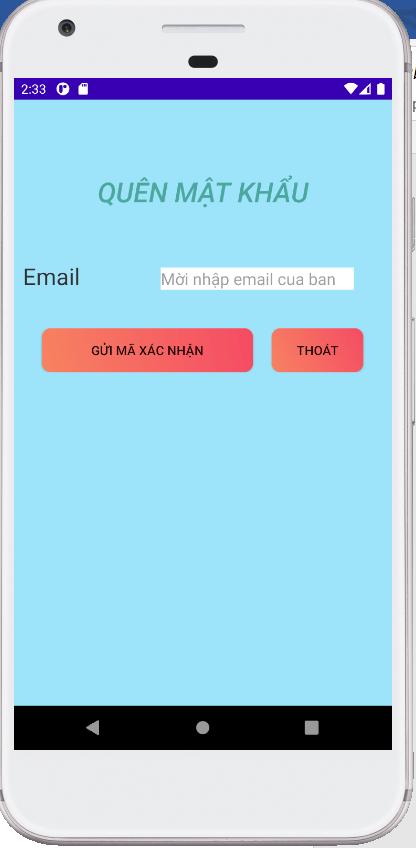 2:33
QUÊN MẬT KHẨU
Email
Mời nhập email cua ban
GỬI MÃ XÁC NHẬN
THOÁT